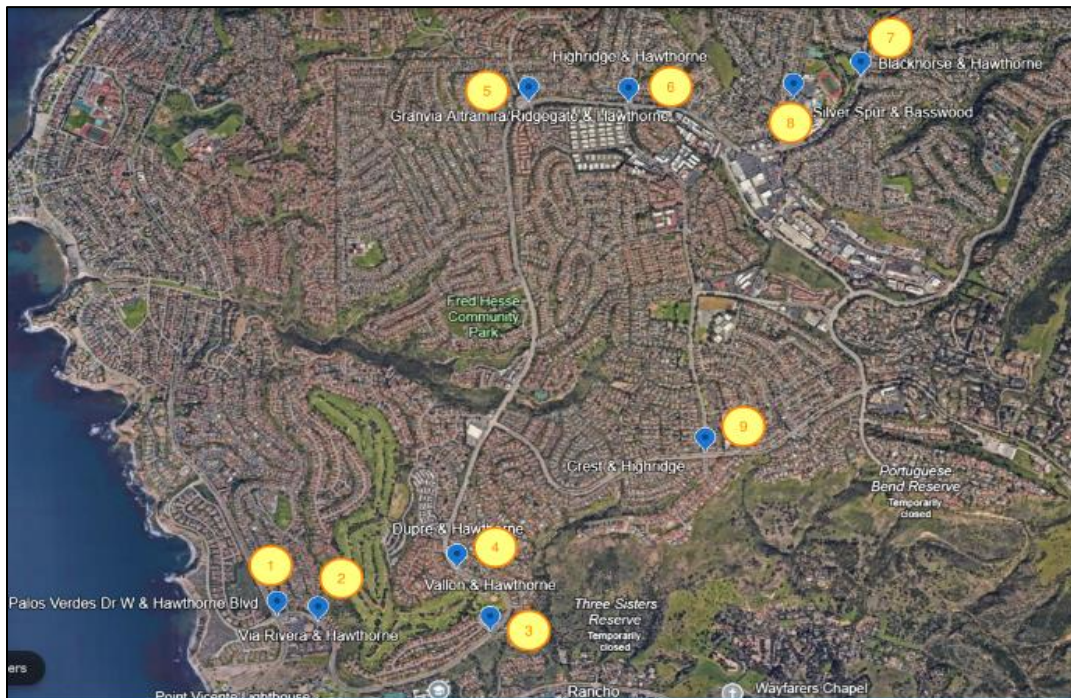 7
Highridge & Hawthorne
Blackhorse & Hawthorne
5
6
Granvia Altamira/Ridgegate & Hawthorne
8
Silver Spur & Basswood
Fred Hesse
Community
Park
9
Crest & Highridge
Portuguese
Bend Reserve
Temporarily
closed
Dupre & Hawthorne
4
1
2
Vallon & Hawthorne
Palos Verdes Dr W & Hawthorne Blvd
Via Rivera & Hawthorne
3
Three Sisters
Reserve
Temporarily
closed
ers
Point Vicente Lighthouse
Rancho
Wayfarers Chapel